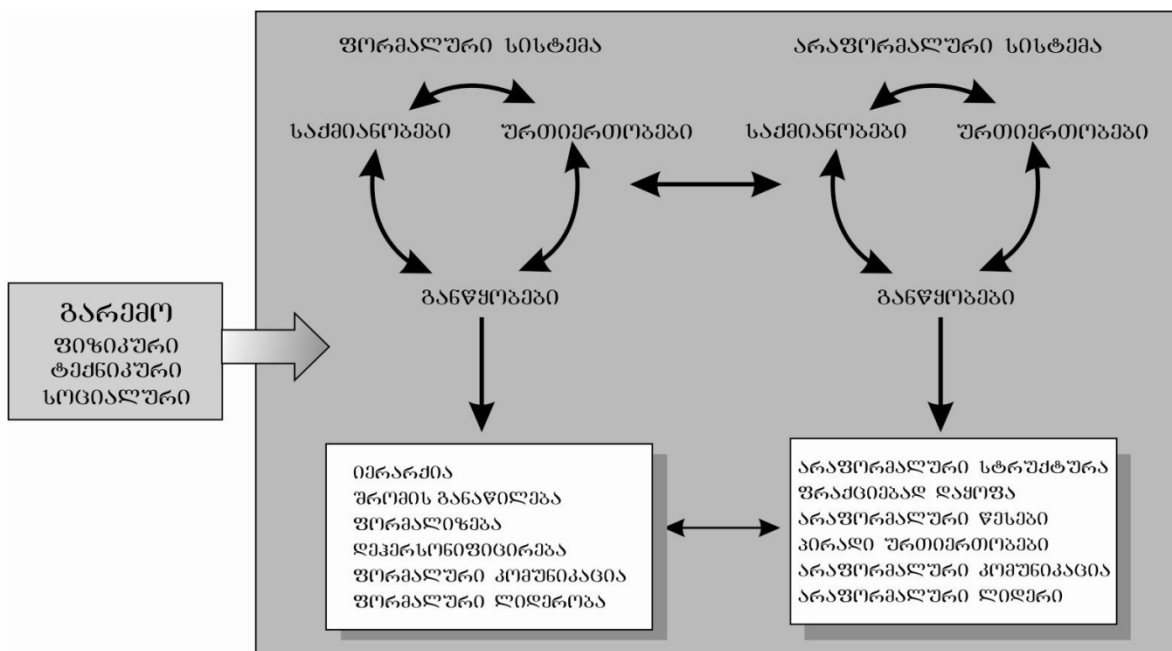 ფორმალური სისტემა
არაფორმალური სისტემა
საქმიანობები
ურთიერთობები
საქმიანობები
ურთიერთობები
განწყობები
განწყობები
გარემო
ფიზიკური
ტექნიკური
სოციალური
იერარქია
შრომის განაწილება
ფორმალიზება
დეპერსონიფიცირება
ფორმალური კომუნიკაცია
ფორმალური ლიდერობა
არაფორმალური სტრუქტურა
ფრაქციებად დაყოფა
არაფორმალური წესები
პირადი ურთიერთობები
არაფორმალური კომუნიკაცია
არაფორმალური ლიდერი